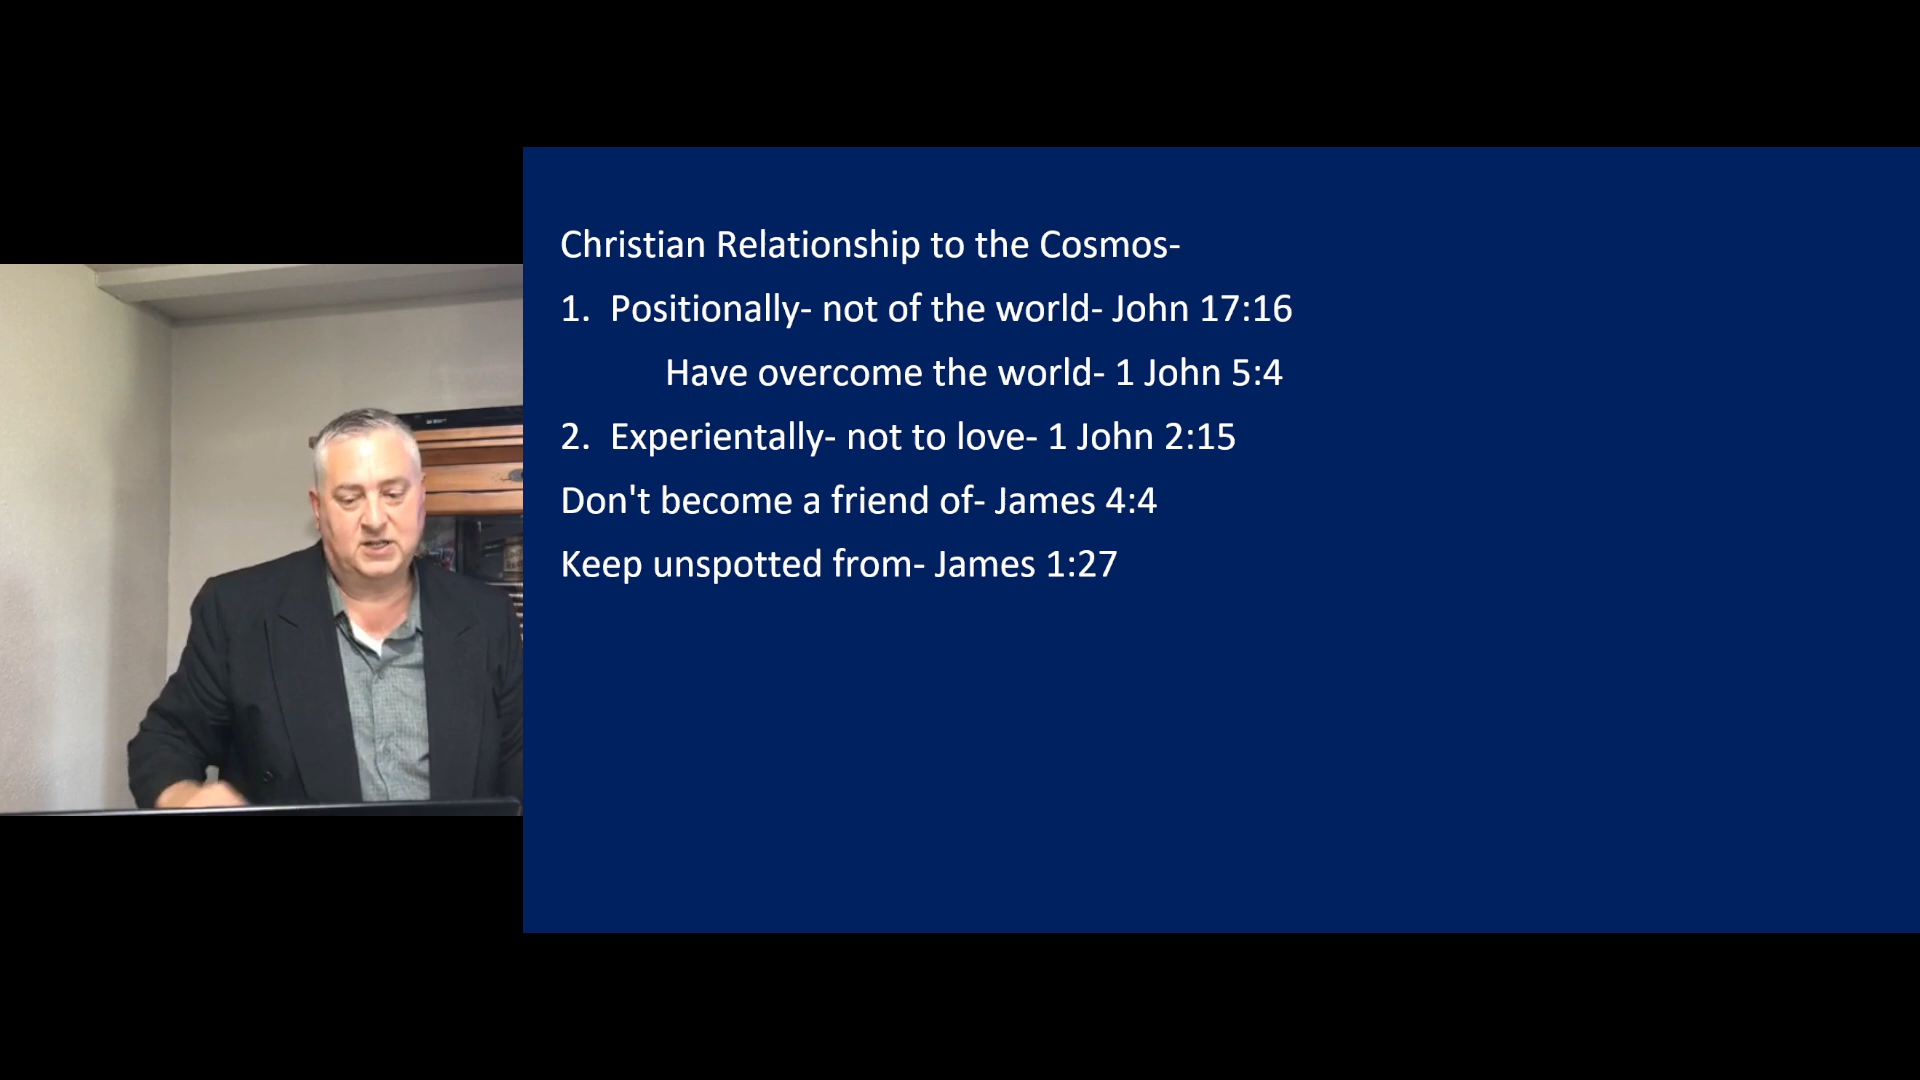 Christian Relationship to the Cosmos-
1. Positionally- not of the world- John 17:16
Have overcome the world- 1 John 5:4
2. Experientally- not to love- 1 John 2:15
Don't become a friend of- James 4:4
Keep unspotted from- James 1:27